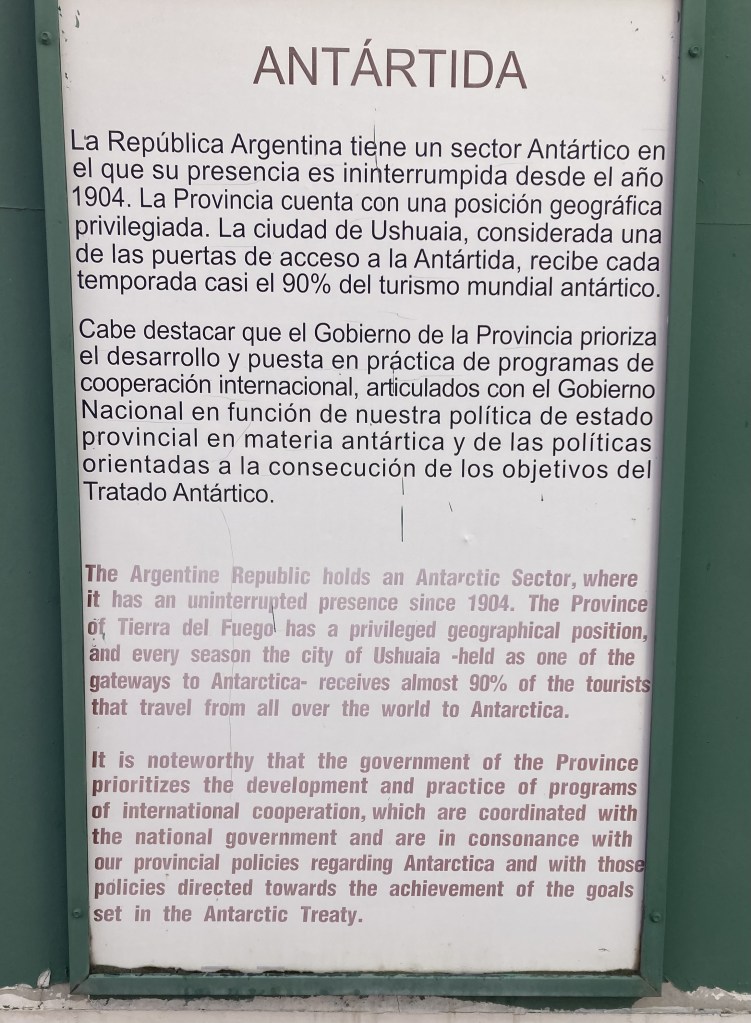 ANTÁRTIDA
La República Argentina tiene un sector Antártico en
el que su presencia es ininterrumpida desde el año
1904. La Provincia cuenta con una posición geográfica
privilegiada. La ciudad de Ushuaia, considerada una
de las puertas de acceso a la Antártida, recibe cada
temporada casi el 90% del turismo mundial antártico.
Cabe destacar que el Gobierno de la Provincia prioriza
el desarrollo y puesta en práctica de programas de
cooperación internacional, articulados con el Gobierno
Nacional en función de nuestra política de estado
provincial en materia antártica y de las políticas
orientadas a la consecución de los objetivos del
Tratado Antártico.
The Argentine Republic holds an Antarctic Sector, where
it has an uninterrupted presence since 1904. The Province
of Tierra del Fuego has a privileged geographical position,
and every season the city of Ushuaia -held as one of the
gateways to Antarctica- receives almost 90% of the tourists
that travel from all over the world to Antarctica.
It is noteworthy that the government of the Province
prioritizes the development and practice of programs
of international cooperation, which are coordinated with
the national government and are in consonance with
our provincial policies regarding Antarctica and with those
policies directed towards the achievement of the goals
set in the Antarctic Treaty.